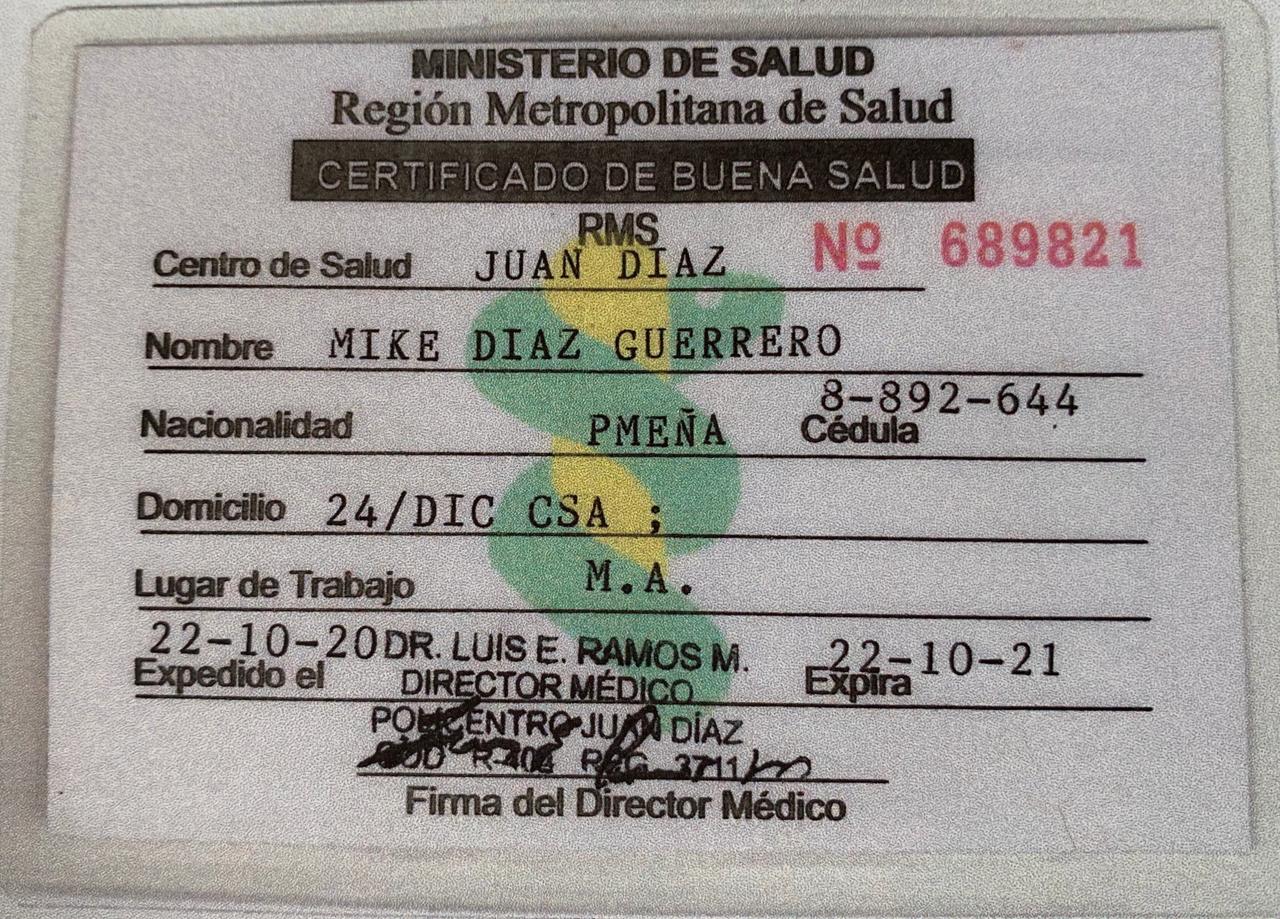 MINISTERIO DE SALUD
Región Metropolitana de Salud
CERTIFICADO DE BUENA SALUD
RMS
Nº 689821
Centro de Salud JUAN DIAZ
Nombre MIKE DIAZ GUERRERO
8-892-644
Nacionalidad PMEÑA Cédula
Domicilio 24/DIC CSA ;
Lugar de Trabajo M.A.
22-10-20 DR. LUIS E. RAMOS M. 22-10-21
Expedido el DIRECTOR MÉDICO Expira
POLICENTRO JUAN DÍAZ
REG. 3711
Firma del Director Médico